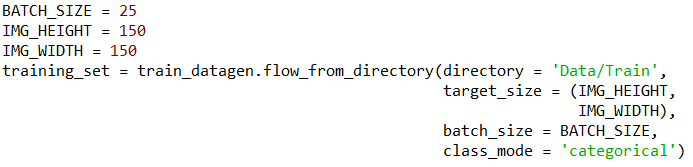 BATCH_SIZE = 25
IMG_HEIGHT = 150
IMG_WIDTH = 150
training_set = train_datagen.flow_from_directory(directory = 'Data/Train',
target_size = (IMG_HEIGHT,
IMG_WIDTH),
batch_size = BATCH_SIZE,
class_mode = 'categorical')